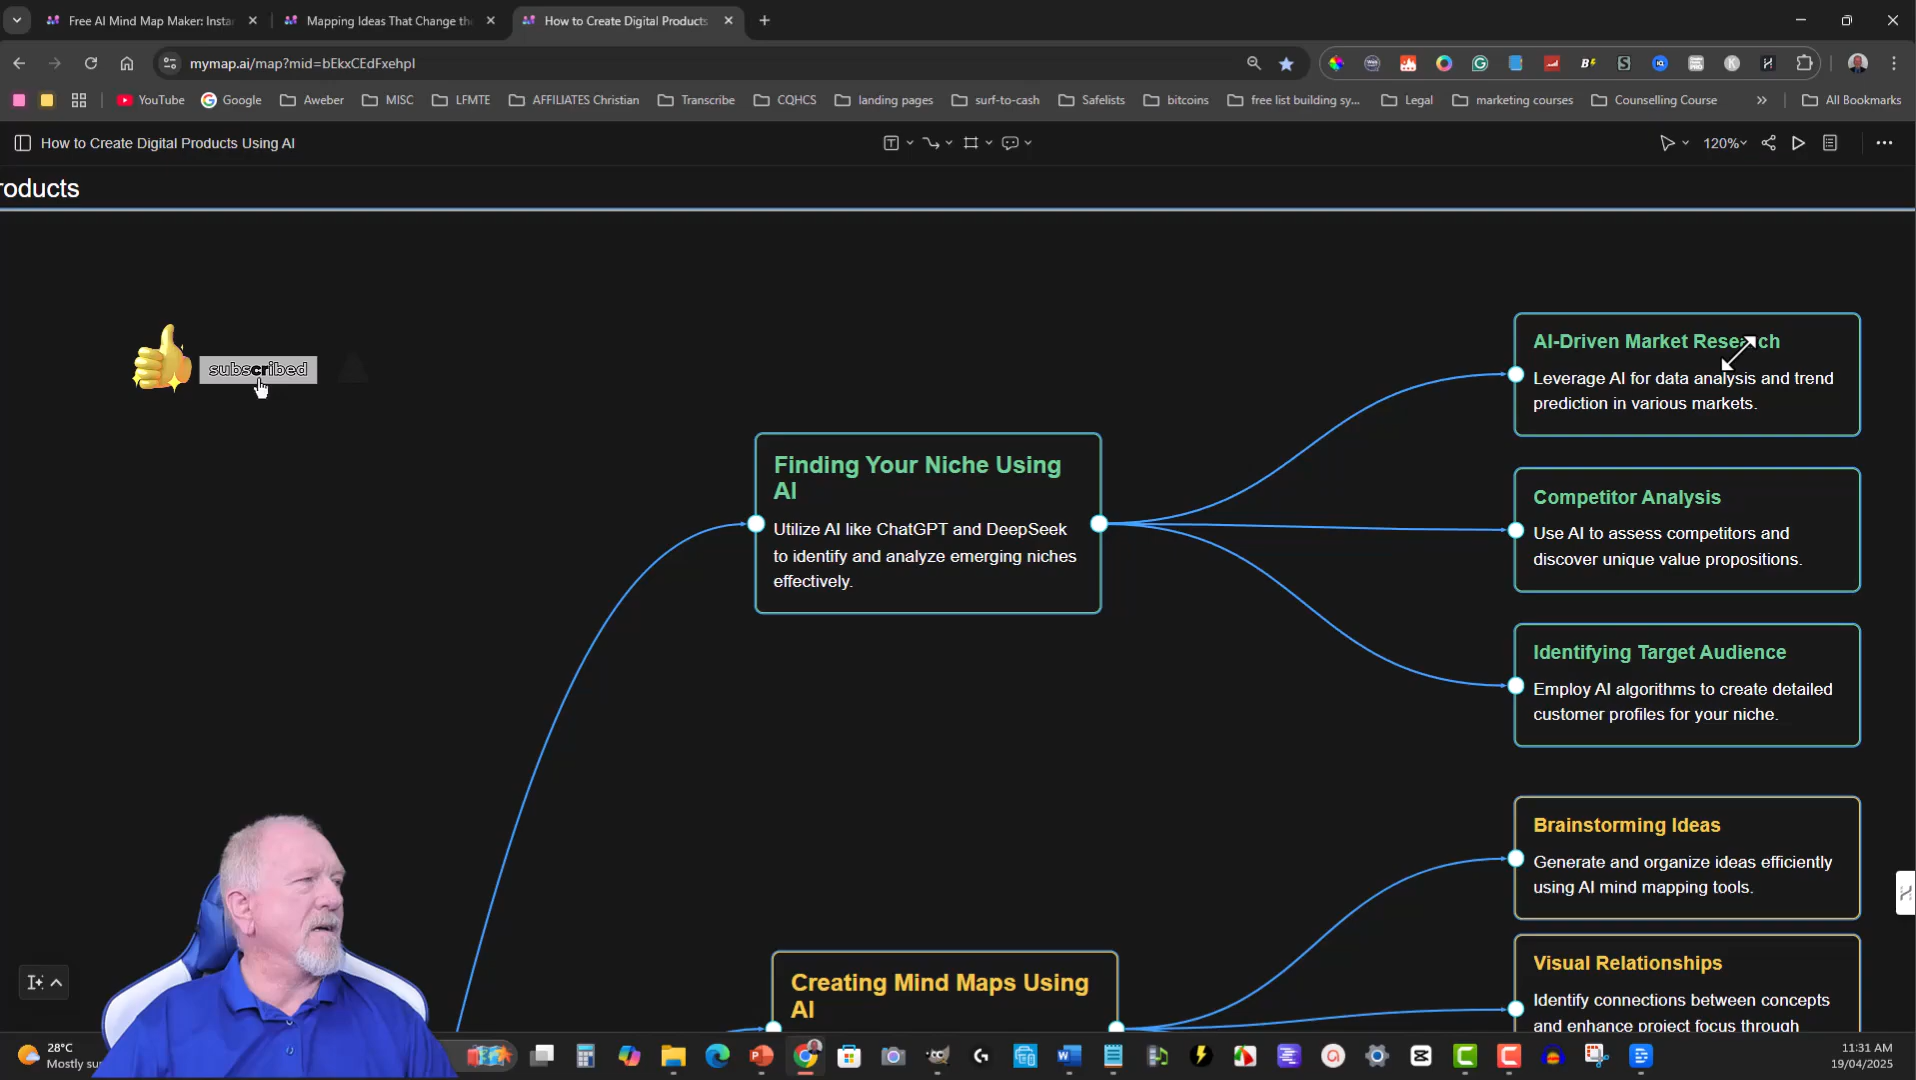 Free AI Mind Map Maker: Instan
Mapping Ideas That Change the
How to Create Digital Products
mymap.ai/map?mid=bEkxCEdFxehpI
YouTube
Google
Aweber
MISC
LFMTE
AFFILIATES Christian
Transcribe
CQHCS
landing pages
surf-to-cash
Safelists
bitcoins
free list building sy...
Legal
marketing courses
Counselling Course
All Bookmarks
How to Create Digital Products Using AI
120%
roducts
subscribed
AI-Driven Market Research
Leverage AI for data analysis and trend
prediction in various markets.
Finding Your Niche Using
AI
Utilize AI like ChatGPT and DeepSeek
to identify and analyze emerging niches
effectively.
Competitor Analysis
Use AI to assess competitors and
discover unique value propositions.
Identifying Target Audience
Employ AI algorithms to create detailed
customer profiles for your niche.
Brainstorming Ideas
Generate and organize ideas efficiently
using AI mind mapping tools.
Creating Mind Maps Using
AI
Visual Relationships
Identify connections between concepts
and enhance project focus through
28°C
Mostly su
11:31 AM
19/04/2025